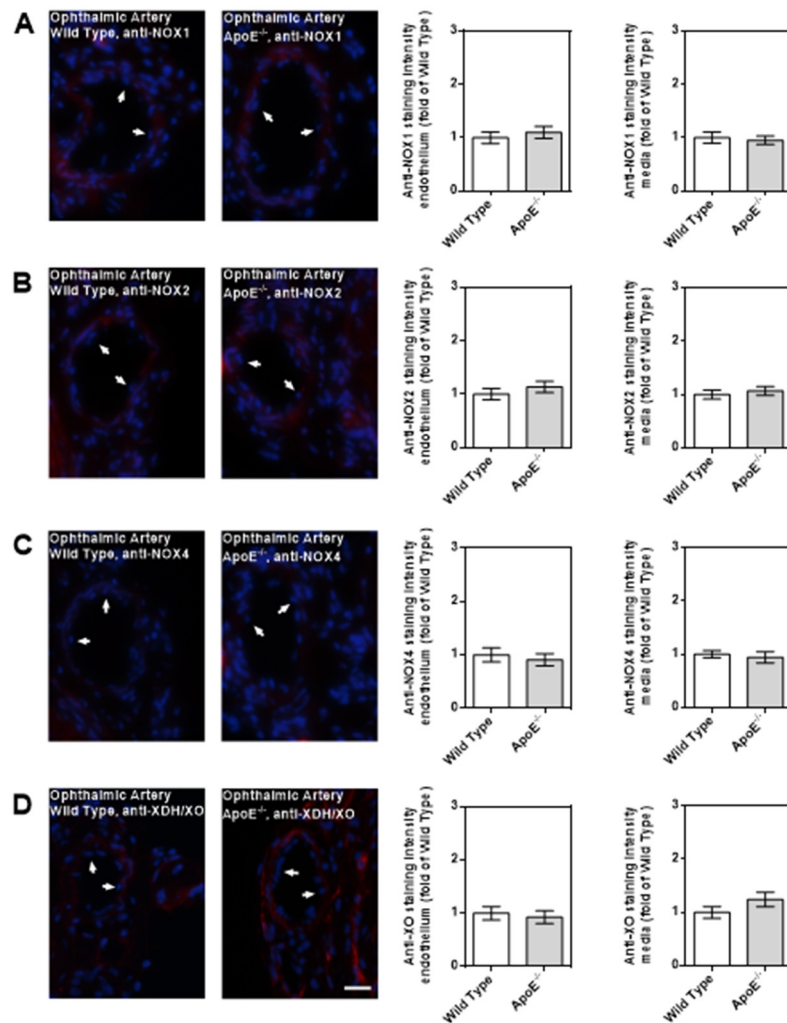 A
Ophthalmic Artery
Wild Type, anti-NOX1
Ophthalmic Artery
ApoE-/-, anti-NOX1
Anti-NOX1 staining intensity
endothelium (fold of Wild Type)
3
2
1
0
Wild Type
ApoE-/-
Anti-NOX1 staining intensity
media (fold of Wild Type)
3
2
1
0
Wild Type
ApoE-/-
B
Ophthalmic Artery
Wild Type, anti-NOX2
Ophthalmic Artery
ApoE-/-, anti-NOX2
Anti-NOX2 staining intensity
endothelium (fold of Wild Type)
3
2
1
0
Wild Type
ApoE-/-
Anti-NOX2 staining intensity
media (fold of Wild Type)
3
2
1
0
Wild Type
ApoE-/-
C
Ophthalmic Artery
Wild Type, anti-NOX4
Ophthalmic Artery
ApoE-/-, anti-NOX4
Anti-NOX4 staining intensity
endothelium (fold of Wild Type)
3
2
1
0
Wild Type
ApoE-/-
Anti-NOX4 staining intensity
media (fold of Wild Type)
3
2
1
0
Wild Type
ApoE-/-
D
Ophthalmic Artery
Wild Type, anti-XDH/XO
Ophthalmic Artery
ApoE-/-, anti-XDH/XO
Anti-XO staining intensity
endothelium (fold of Wild Type)
3
2
1
0
Wild Type
ApoE-/-
Anti-XO staining intensity
media (fold of Wild Type)
3
2
1
0
Wild Type
ApoE-/-